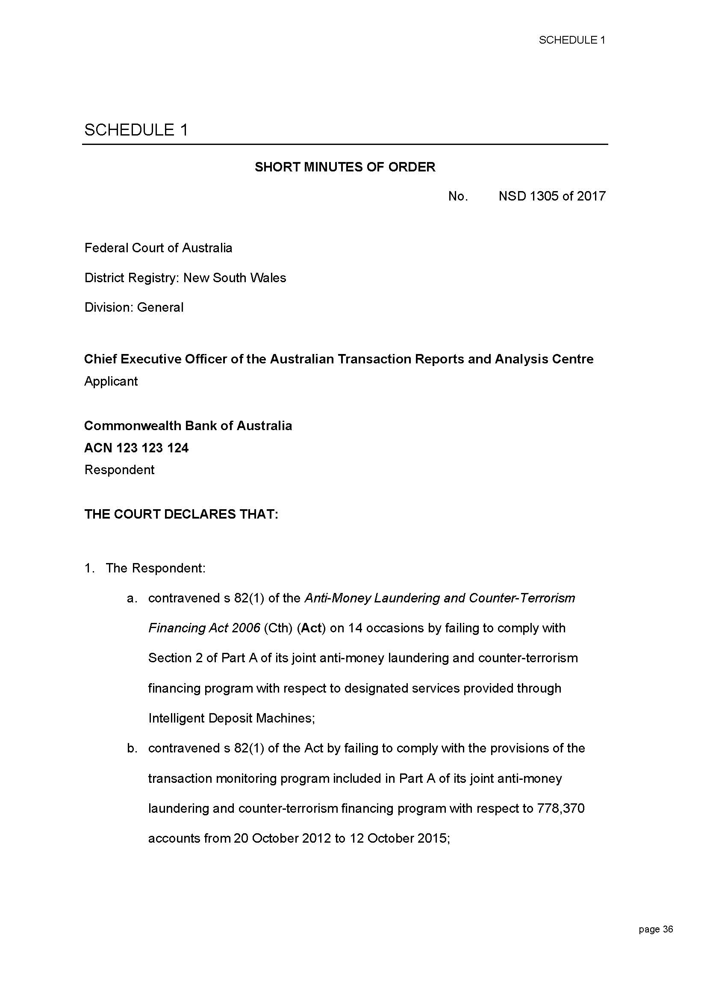 SCHEDULE 1
SCHEDULE 1
SHORT MINUTES OF ORDER
No. NSD 1305 of 2017
Federal Court of Australia
District Registry: New South Wales
Division: General
Chief Executive Officer of the Australian Transaction Reports and Analysis Centre
Applicant
Commonwealth Bank of Australia
ACN 123 123 124
Respondent
THE COURT DECLARES THAT:
1. The Respondent:
a. contravened s 82(1) of the Anti-Money Laundering and Counter-Terrorism
Financing Act 2006 (Cth) (Act) on 14 occasions by failing to comply with
Section 2 of Part A of its joint anti-money laundering and counter-terrorism
financing program with respect to designated services provided through
Intelligent Deposit Machines;
b. contravened s 82(1) of the Act by failing to comply with the provisions of the
transaction monitoring program included in Part A of its joint anti-money
laundering and counter-terrorism financing program with respect to 778,370
accounts from 20 October 2012 to 12 October 2015;
page 36